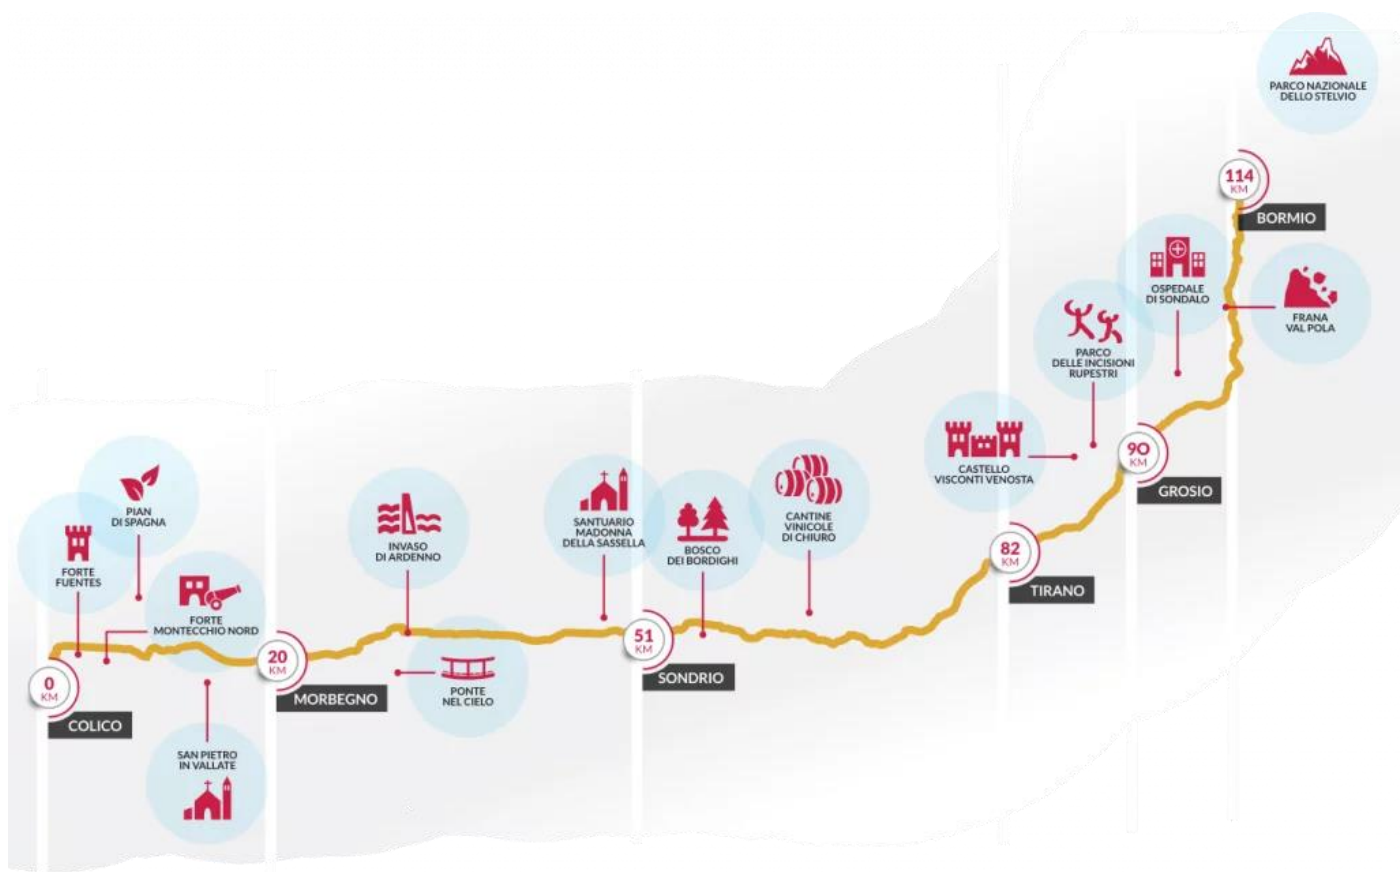 PARCO NAZIONALE
DELLO STELVIO
114
KM
BORMIO
OSPEDALE
DI SONDALO
FRANA
VAL POLA
PARCO
DELLE INCISIONI
RUPESTRI
CASTELLO
VISCONTI VENOSTA
90
KM
GROSIO
82
KM
TIRANO
CANTINE
VINICOLE
DI CHIURO
BOSCO
DEI BORDIGHI
SANTUARIO
MADONNA
DELLA SASSELLA
51
KM
SONDRIO
INVASO
DI ARDENNO
PONTE
NEL CIELO
20
KM
MORBEGNO
PIAN
DI SPAGNA
FORTE
FUENTES
FORTE
MONTECCHIO NORD
0
KM
COLICO
SAN PIETRO
IN VALLATE